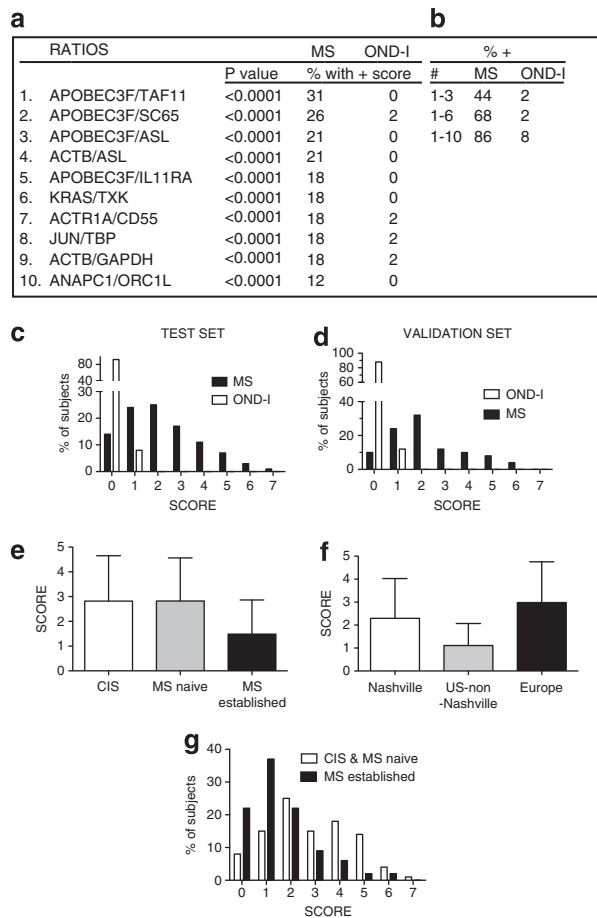 a
b
RATIOS MS OND-I
P value % with + score
1. APOBEC3F/TAF11 <0.0001 31 0
2. APOBEC3F/SC65 <0.0001 26 2
3. APOBEC3F/ASL <0.0001 21 0
4. ACTB/ASL <0.0001 21 0
5. APOBEC3F/IL11RA <0.0001 18 0
6. KRAS/TXK <0.0001 18 0
7. ACTR1A/CD55 <0.0001 18 2
8. JUN/TBP <0.0001 18 2
9. ACTB/GAPDH <0.0001 18 2
10. ANAPC1/ORC1L <0.0001 12 0
% +
# MS OND-I
1-3 44 2
1-6 68 2
1-10 86 8
c
TEST SET
% of subjects
80
40
30
20
10
0
MS
OND-I
0 1 2 3 4 5 6 7
SCORE
d
VALIDATION SET
% of subjects
100
80
60
40
20
0
OND-I
MS
0 1 2 3 4 5 6 7
SCORE
e
SCORE
5
4
3
2
1
0
CIS MS naive MS
established
f
SCORE
5
4
3
2
1
0
Nashville US-non
-Nashville Europe
g
% of subjects
40
30
20
10
0
CIS & MS naive
MS established
0 1 2 3 4 5 6 7
SCORE